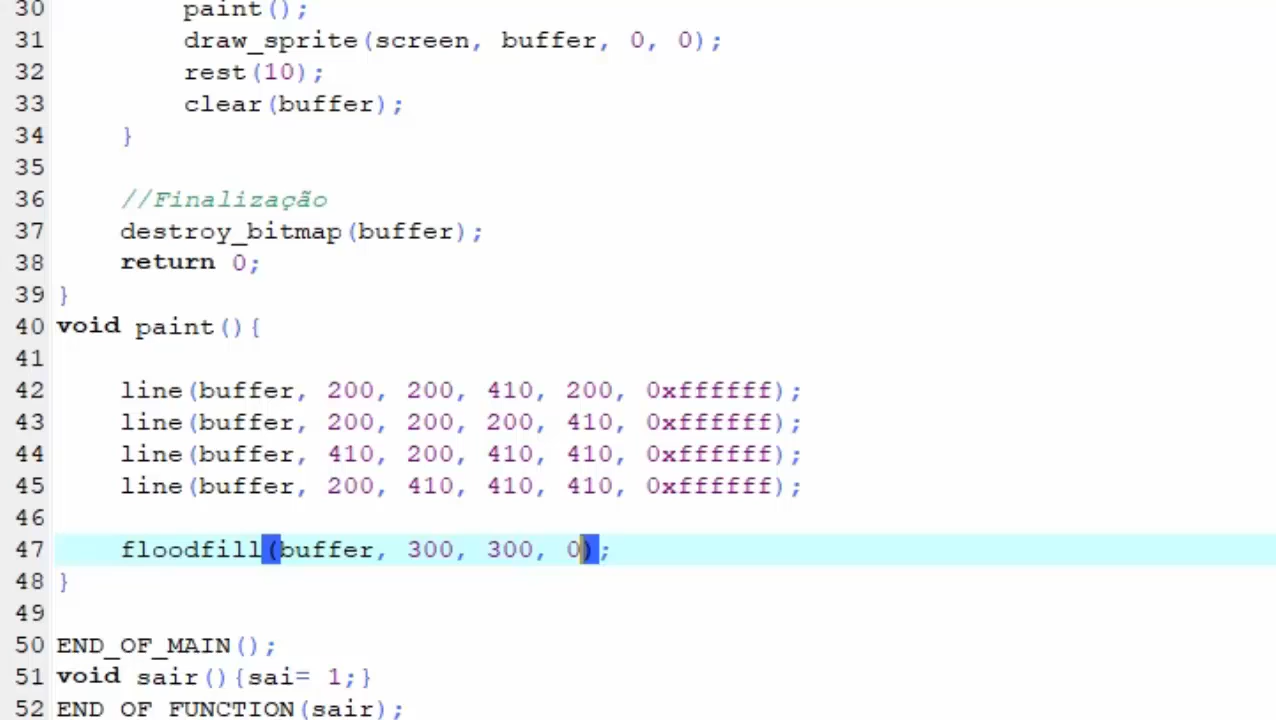 30 paint();
31 draw_sprite(screen, buffer, 0, 0);
32 rest(10);
33 clear(buffer);
34 }
35
36 //Finalização
37 destroy_bitmap(buffer);
38 return 0;
39 }
40 void paint(){
41
42 line(buffer, 200, 200, 410, 200, 0xffffff);
43 line(buffer, 200, 200, 200, 410, 0xffffff);
44 line(buffer, 410, 200, 410, 410, 0xffffff);
45 line(buffer, 200, 410, 410, 410, 0xffffff);
46
47 floodfill(buffer, 300, 300, 0);
48 }
49
50 END_OF_MAIN();
51 void sair(){sai= 1;}
52 END_OF_FUNCTION(sair);